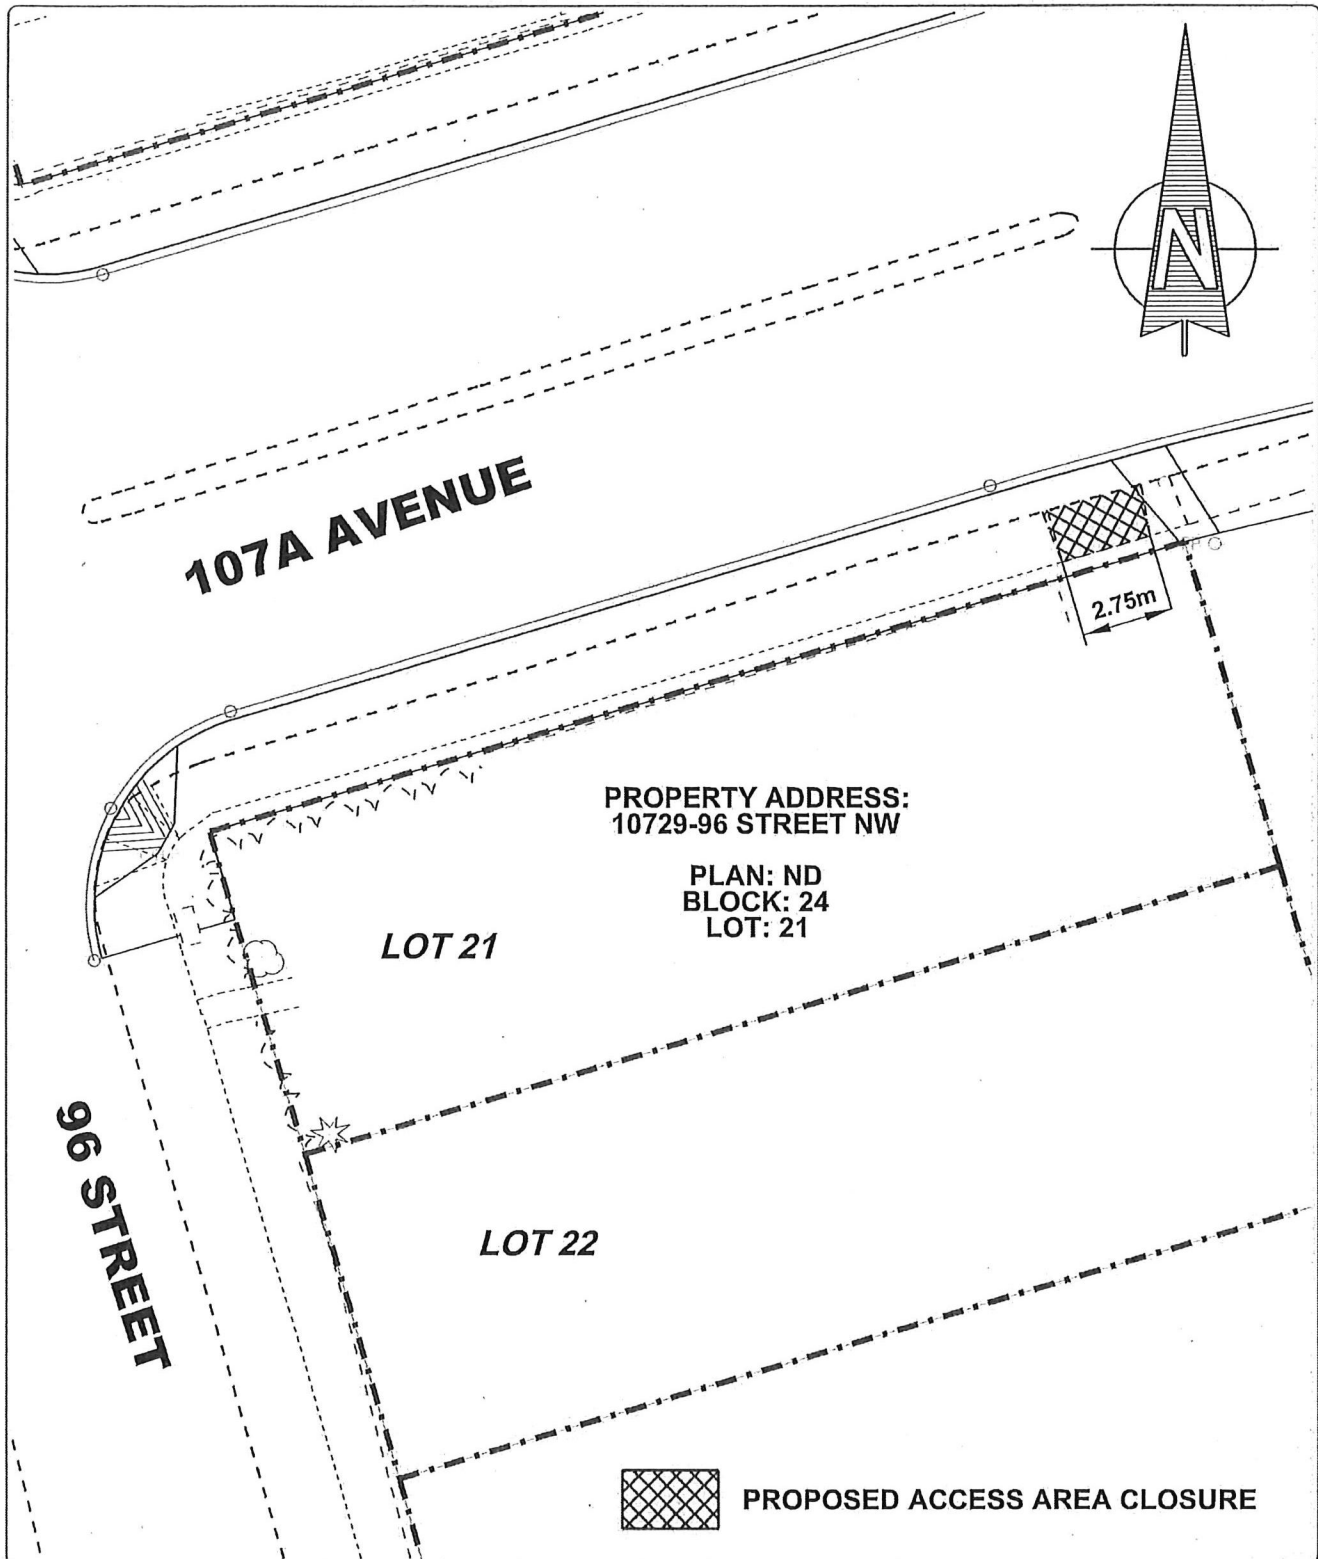 N
107A AVENUE
2.75m
PROPERTY ADDRESS:
10729-96 STREET NW
PLAN: ND
BLOCK: 24
LOT: 21
LOT 21
96 STREET
LOT 22
PROPOSED ACCESS AREA CLOSURE